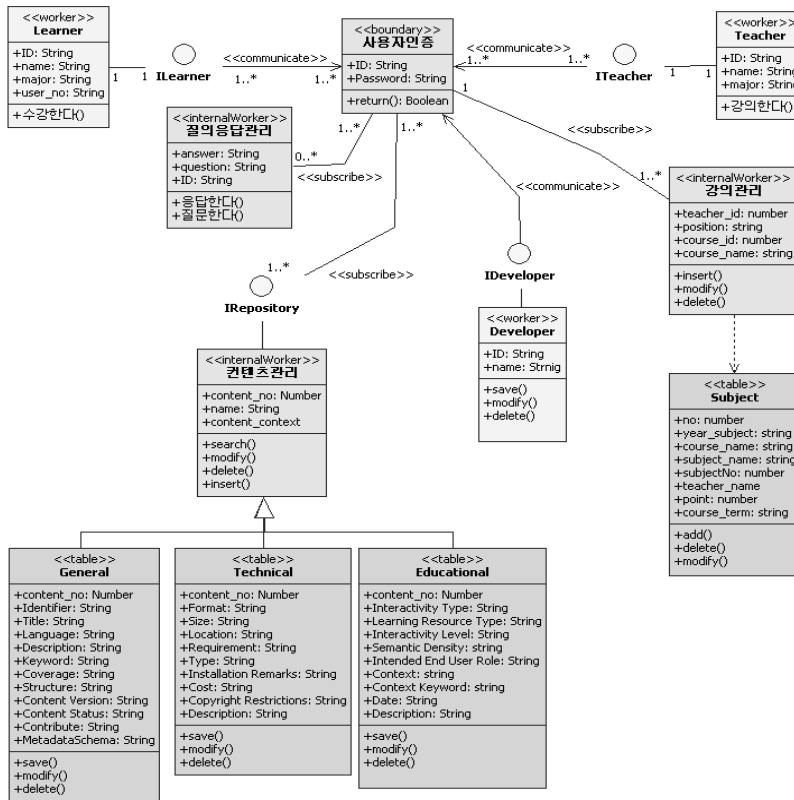 <<worker>>
Learner
+ID: String
+name: String
+major: String
+user_no: String
+수강한다()
1
1
ILearner
<<communicate>>
1..*
1..*
<<boundary>>
사용자인증
+ID: String
+Password: String
+return(): Boolean
<<communicate>>
1..*
1..*
ITeacher
1
1
<<worker>>
Teacher
+ID: String
+name: String
+major: String
+강의한다()
<<internalWorker>>
질의응답관리
+answer: String
+question: String
+ID: String
+응답한다()
+질문한다()
0..*
1..*
<<subscribe>>
1..*
1
<<subscribe>>
1..*
<<communicate>>
<<internalWorker>>
강의관리
+teacher_id: number
+position: string
+course_id: number
+course_name: string
+insert()
+modify()
+delete()
1..*
<<subscribe>>
IRepository
IDeveloper
<<worker>>
Developer
+ID: String
+name: Strnig
+save()
+modify()
+delete()
<<internalWorker>>
컨텐츠관리
+content_no: Number
+name: String
+content_context
+search()
+modify()
+delete()
+insert()
<<table>>
Subject
+no: number
+year_subject: string
+course_name: string
+subject_name: string
+subjectNo: number
+teacher_name
+point: number
+course_term: string
+add()
+delete()
+modify()
<<table>>
General
+content_no: Number
+Identifier: String
+Title: String
+Language: String
+Description: String
+Keyword: String
+Coverage: String
+Structure: String
+Content Version: String
+Content Status: String
+Contribute: String
+MetadataSchema: String
+save()
+modify()
+delete()
<<table>>
Technical
+content_no: Number
+Format: String
+Size: String
+Location: String
+Requirement: String
+Type: String
+Installation Remarks: String
+Cost: String
+Copyright Restrictions: String
+Description: String
+save()
+modify()
+delete()
<<table>>
Educational
+content_no: Number
+Interactivity Type: String
+Learning Resource Type: String
+Interactivity Level: String
+Semantic Density: string
+Intended End User Role: String
+Context: string
+Context Keyword: string
+Date: String
+Description: String
+save()
+modify()
+delete()